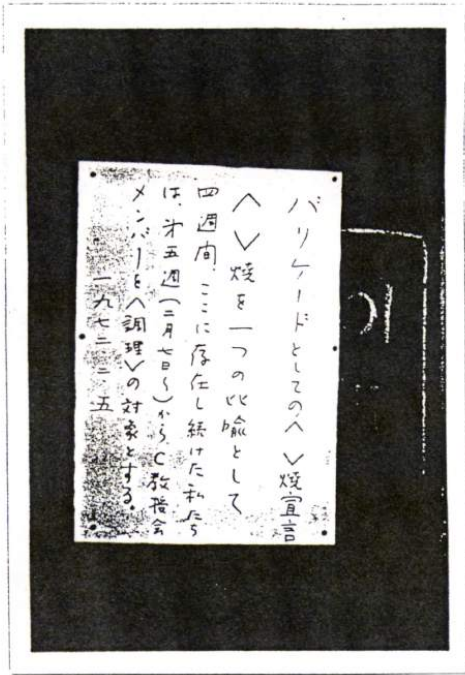 バリケードとしての〈 〉焼宣言
〈 〉焼を一つの比喩として
四週間、ここに存在し続けた私たち
は、第五週(二月七日〜)から、C教授会
メンバーを〈調理〉の対象とする。
一九七二・二・五